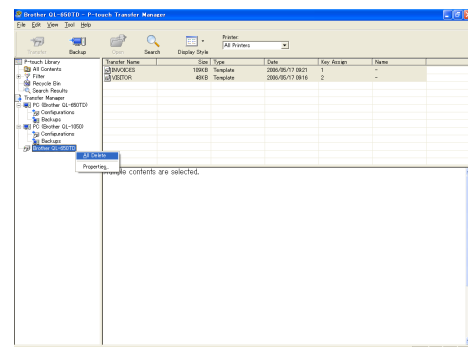 Brother QL-650TD - P-touch Transfer Manager
File Edit View Tool Help
Transfer Backup Open Search Display Style
Printer:
All Printers
P-touch Library
All Contents
Filter
Recycle Bin
Search Results
Transfer Manager
PC (Brother QL-650TD)
Configurations
Backups
PC (Brother QL-1050)
Configurations
Backups
Brother QL-650TD
Transfer Name Size Type Date Key Assign Name
INVOICES 189KB Template 2006/05/17 09:21 1 -
VISITOR 48KB Template 2006/05/17 09:16 2 -
All Delete
Properties...
contents are selected.